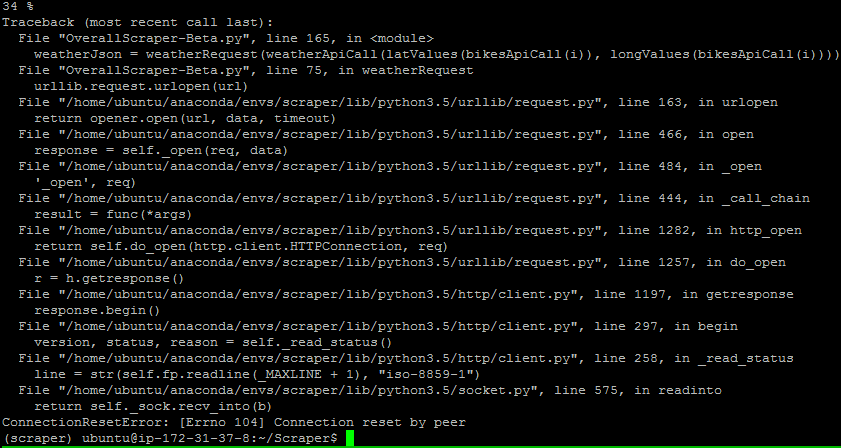 34 %
Traceback (most recent call last):
  File "OverallScraper-Beta.py", line 165, in <module>
    weatherJson = weatherRequest(weatherApiCall(latValues(bikesApiCall(i)), longValues(bikesApiCall(i))))
  File "OverallScraper-Beta.py", line 75, in weatherRequest
    urllib.request.urlopen(url)
  File "/home/ubuntu/anaconda/envs/scraper/lib/python3.5/urllib/request.py", line 163, in urlopen
    return opener.open(url, data, timeout)
  File "/home/ubuntu/anaconda/envs/scraper/lib/python3.5/urllib/request.py", line 466, in open
    response = self._open(req, data)
  File "/home/ubuntu/anaconda/envs/scraper/lib/python3.5/urllib/request.py", line 484, in _open
    '_open', req)
  File "/home/ubuntu/anaconda/envs/scraper/lib/python3.5/urllib/request.py", line 444, in _call_chain
    result = func(*args)
  File "/home/ubuntu/anaconda/envs/scraper/lib/python3.5/urllib/request.py", line 1282, in http_open
    return self.do_open(http.client.HTTPConnection, req)
  File "/home/ubuntu/anaconda/envs/scraper/lib/python3.5/urllib/request.py", line 1257, in do_open
    r = h.getresponse()
  File "/home/ubuntu/anaconda/envs/scraper/lib/python3.5/http/client.py", line 1197, in getresponse
    response.begin()
  File "/home/ubuntu/anaconda/envs/scraper/lib/python3.5/http/client.py", line 297, in begin
    version, status, reason = self._read_status()
  File "/home/ubuntu/anaconda/envs/scraper/lib/python3.5/http/client.py", line 258, in _read_status
    line = str(self.fp.readline(_MAXLINE + 1), "iso-8859-1")
  File "/home/ubuntu/anaconda/envs/scraper/lib/python3.5/socket.py", line 575, in readinto
    return self._sock.recv_into(b)
ConnectionResetError: [Errno 104] Connection reset by peer
(scraper) ubuntu@ip-172-31-37-8:~/Scraper$